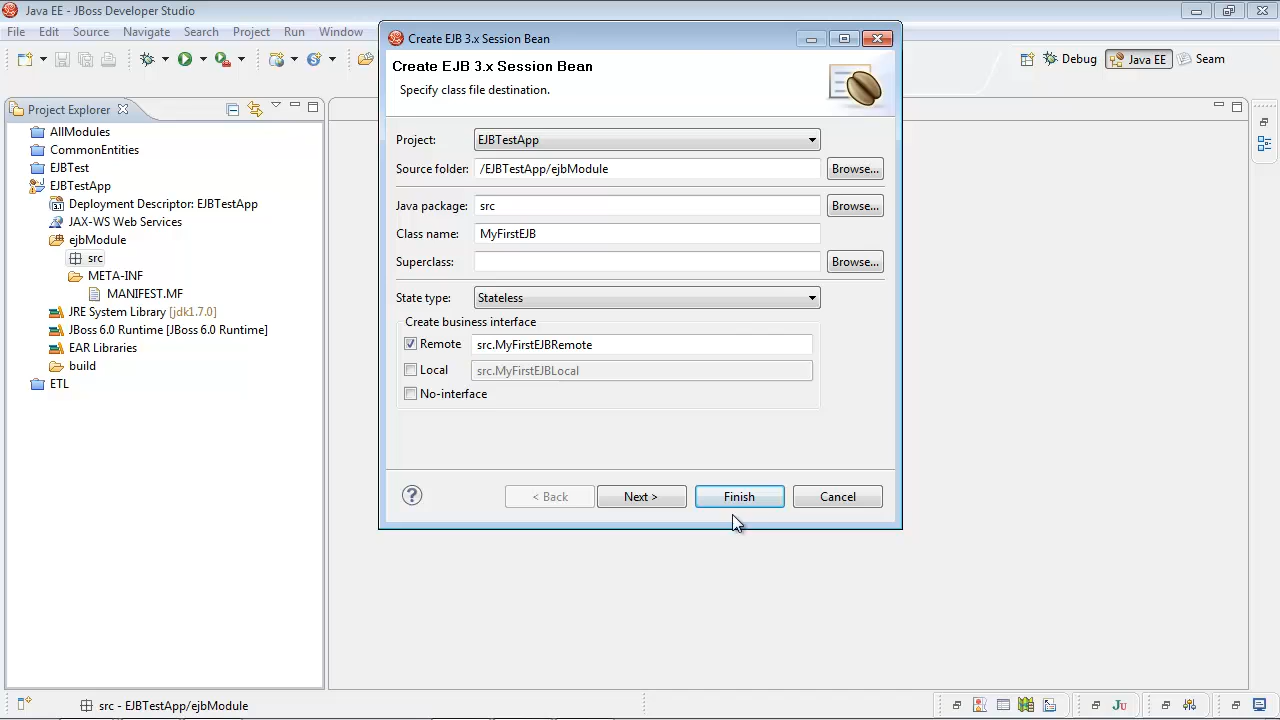 Java EE - JBoss Developer Studio
File Edit Source Navigate Search Project Run Window
Debug Java EE Seam
Project Explorer
AllModules
CommonEntities
EJBTest
EJBTestApp
Deployment Descriptor: EJBTestApp
JAX-WS Web Services
ejbModule
src
META-INF
MANIFEST.MF
JRE System Library [jdk1.7.0]
JBoss 6.0 Runtime [JBoss 6.0 Runtime]
EAR Libraries
build
ETL
Create EJB 3.x Session Bean
Create EJB 3.x Session Bean
Specify class file destination.
Project: EJBTestApp
Source folder: /EJBTestApp/ejbModule Browse...
Java package: src Browse...
Class name: MyFirstEJB
Superclass: Browse...
State type: Stateless
Create business interface
Remote src.MyFirstEJBRemote
Local src.MyFirstEJBLocal
No-interface
< Back Next > Finish Cancel
src - EJBTestApp/ejbModule
Ju